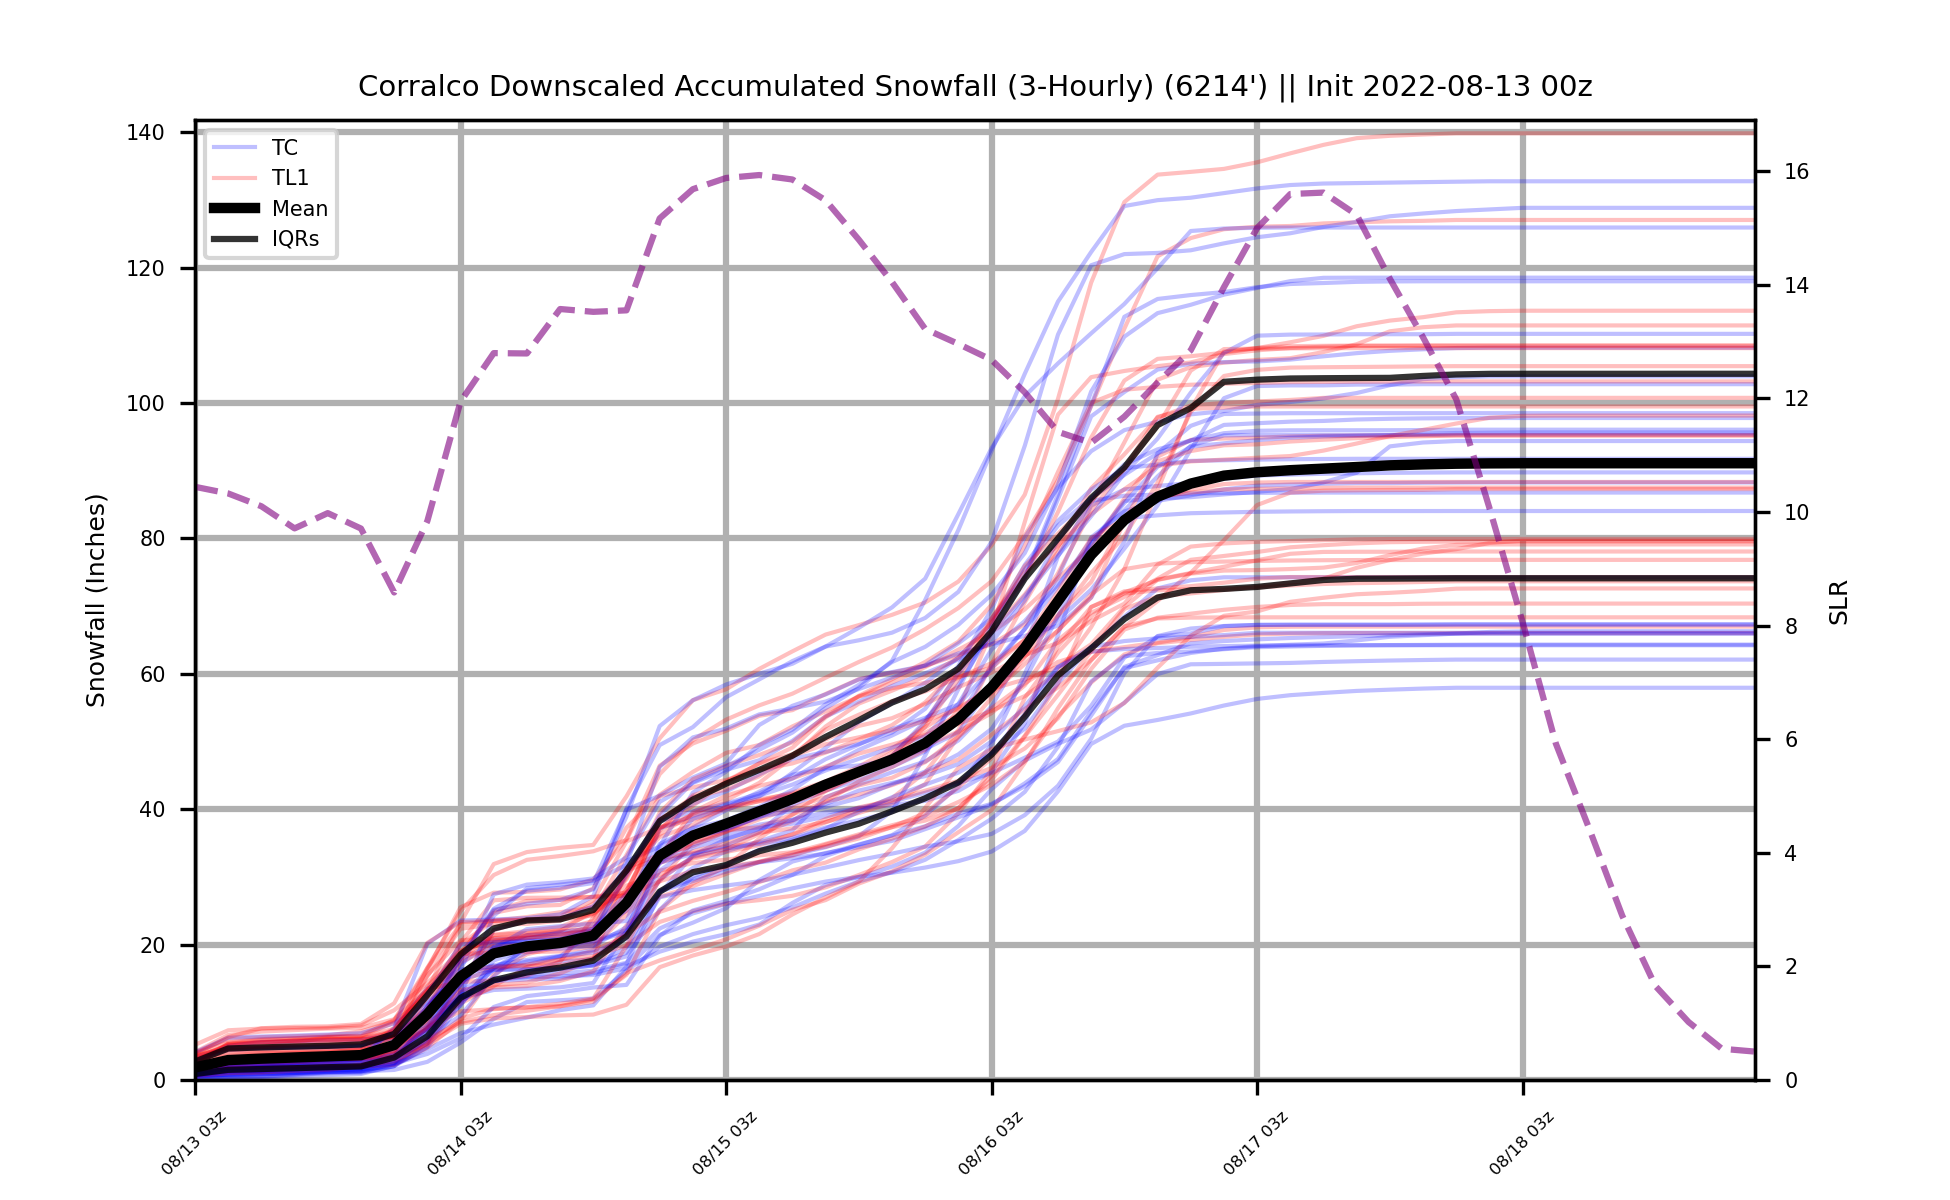 Corralco Downscaled Accumulated Snowfall (3-Hourly) (6214') || Init 2022-08-13 00z
TC
TL1
Mean
IQRs
Snowfall (Inches)
140
120
100
80
60
40
20
0
SLR
16
14
12
10
8
6
4
2
0
08/13 03z
08/14 03z
08/15 03z
08/16 03z
08/17 03z
08/18 03z